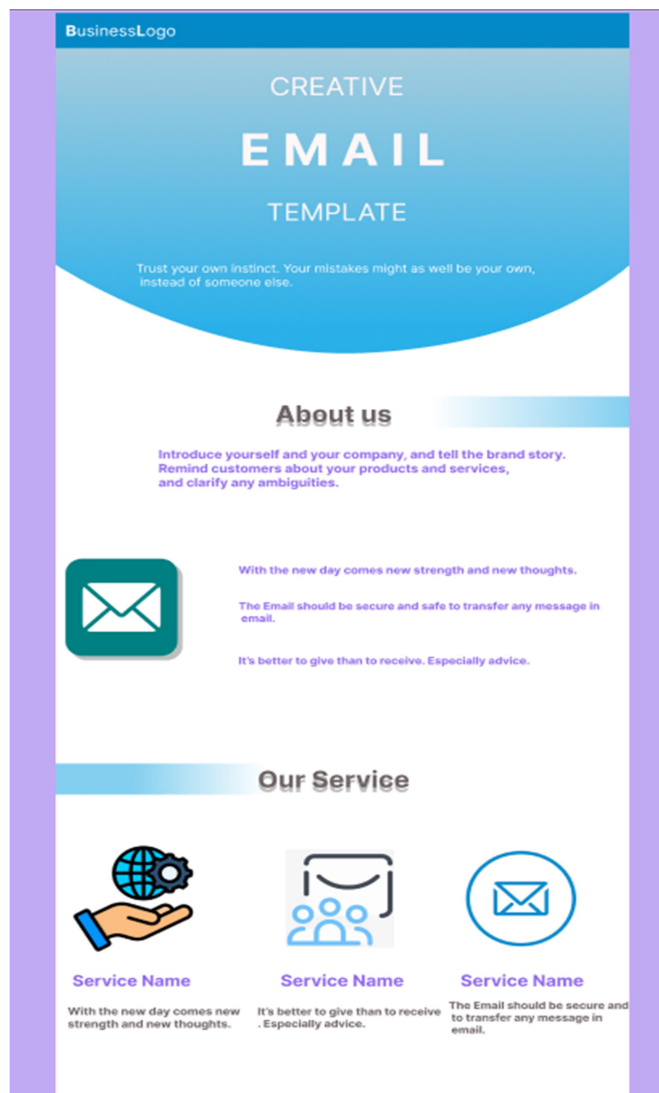 BusinessLogo
CREATIVE
EMAIL
TEMPLATE
Trust your own instinct. Your mistakes might as well be your own,
instead of someone else.
About us
Introduce yourself and your company, and tell the brand story.
Remind customers about your products and services,
and clarify any ambiguities.
With the new day comes new strength and new thoughts.
The Email should be secure and safe to transfer any message in
email.
It's better to give than to receive. Especially advice.
Our Service
Service Name
With the new day comes new
strength and new thoughts.
Service Name
It's better to give than to receive
. Especially advice.
Service Name
The Email should be secure and
to transfer any message in
email.